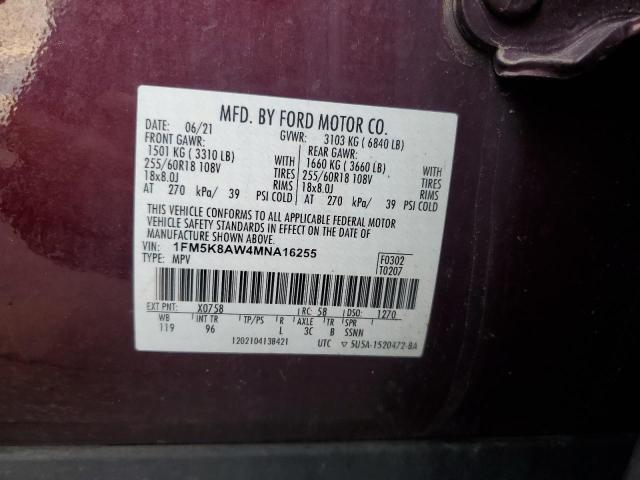 MFD. BY FORD MOTOR CO.
DATE: 06/21 GVWR: 3103 KG ( 6840 LB)
FRONT GAWR: REAR GAWR:
1501 KG ( 3310 LB) WITH 1660 KG ( 3660 LB) WITH
255/60R18 108V TIRES 255/60R18 108V TIRES
18x8.0J RIMS 18x8.0J RIMS
AT 270 kPa/ 39 PSI COLD AT 270 kPa/ 39 PSI COLD
THIS VEHICLE CONFORMS TO ALL APPLICABLE FEDERAL MOTOR
VEHICLE SAFETY STANDARDS IN EFFECT ON THE DATE OF
MANUFACTURE SHOWN ABOVE.
VIN: 1FM5K8AW4MNA16255 F0302
TYPE: MPV T0207
EXT PNT: X0758 RC: 58 DSO: 1270
WB INT TR TP/PS R AXLE TR SPR
119 96 L 3C B SSNN
1202104138421 UTC ▽ 5U5A-1520472-BA